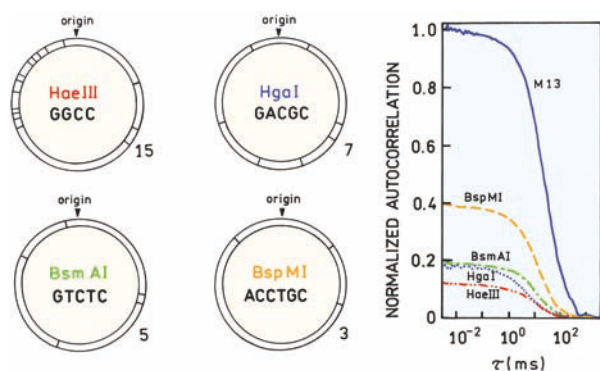 origin
HaeIII
GGCC
15
origin
HgaI
GACGC
7
origin
BsmAI
GTCTC
5
origin
BspMI
ACCTGC
3
NORMALIZED AUTOCORRELATION
1.0
0.8
0.6
0.4
0.2
0
M13
BspMI
BsmAI
HgaI
HaeIII
10⁻² 10⁰ 10²
τ(ms)